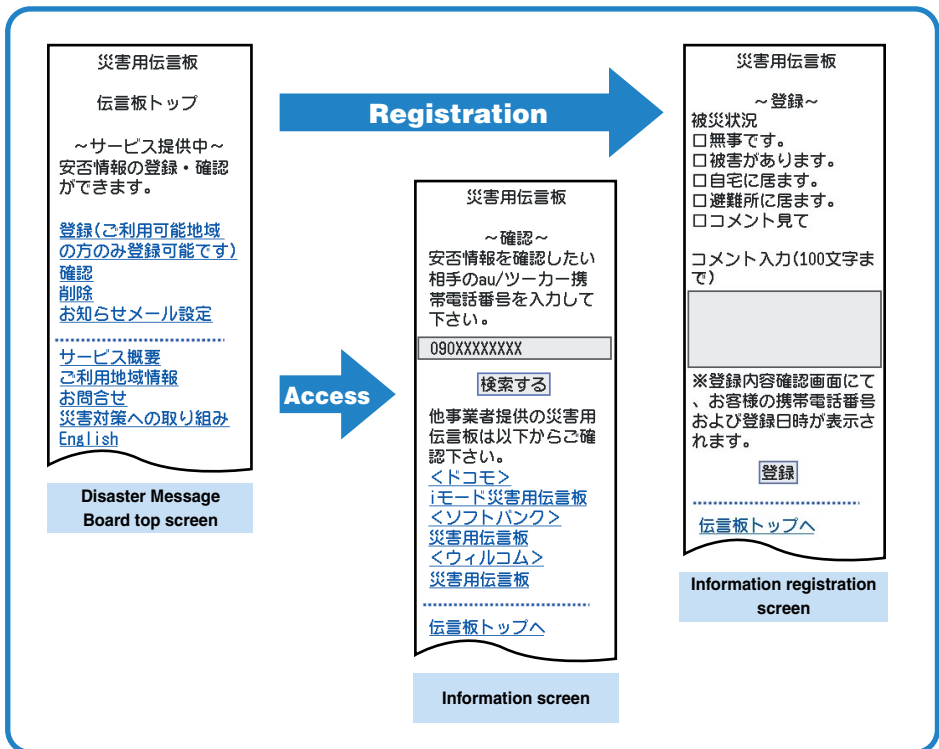 災害用伝言板
伝言板トップ
～サービス提供中～
安否情報の登録・確認
ができます。
登録(ご利用可能地域
の方のみ登録可能です)
確認
削除
お知らせメール設定
サービス概要
ご利用地域情報
お問合せ
災害対策への取り組み
English
Disaster Message
Board top screen
Registration
Access
災害用伝言板
～確認～
安否情報を確認したい
相手のau/ツーカー携
帯電話番号を入力して
下さい。
090XXXXXXXX
検索する
他事業者提供の災害用
伝言板は以下からご確
認下さい。
<ドコモ>
iモード災害用伝言板
<ソフトバンク>
災害用伝言板
<ウィルコム>
災害用伝言板
伝言板トップへ
Information screen
災害用伝言板
～登録～
被災状況
□無事です。
□被害があります。
□自宅に居ます。
□避難所に居ます。
□コメント見て
コメント入力(100文字ま
で)
※登録内容確認画面にて
、お客様の携帯電話番号
および登録日時が表示さ
れます。
登録
伝言板トップへ
Information registration
screen